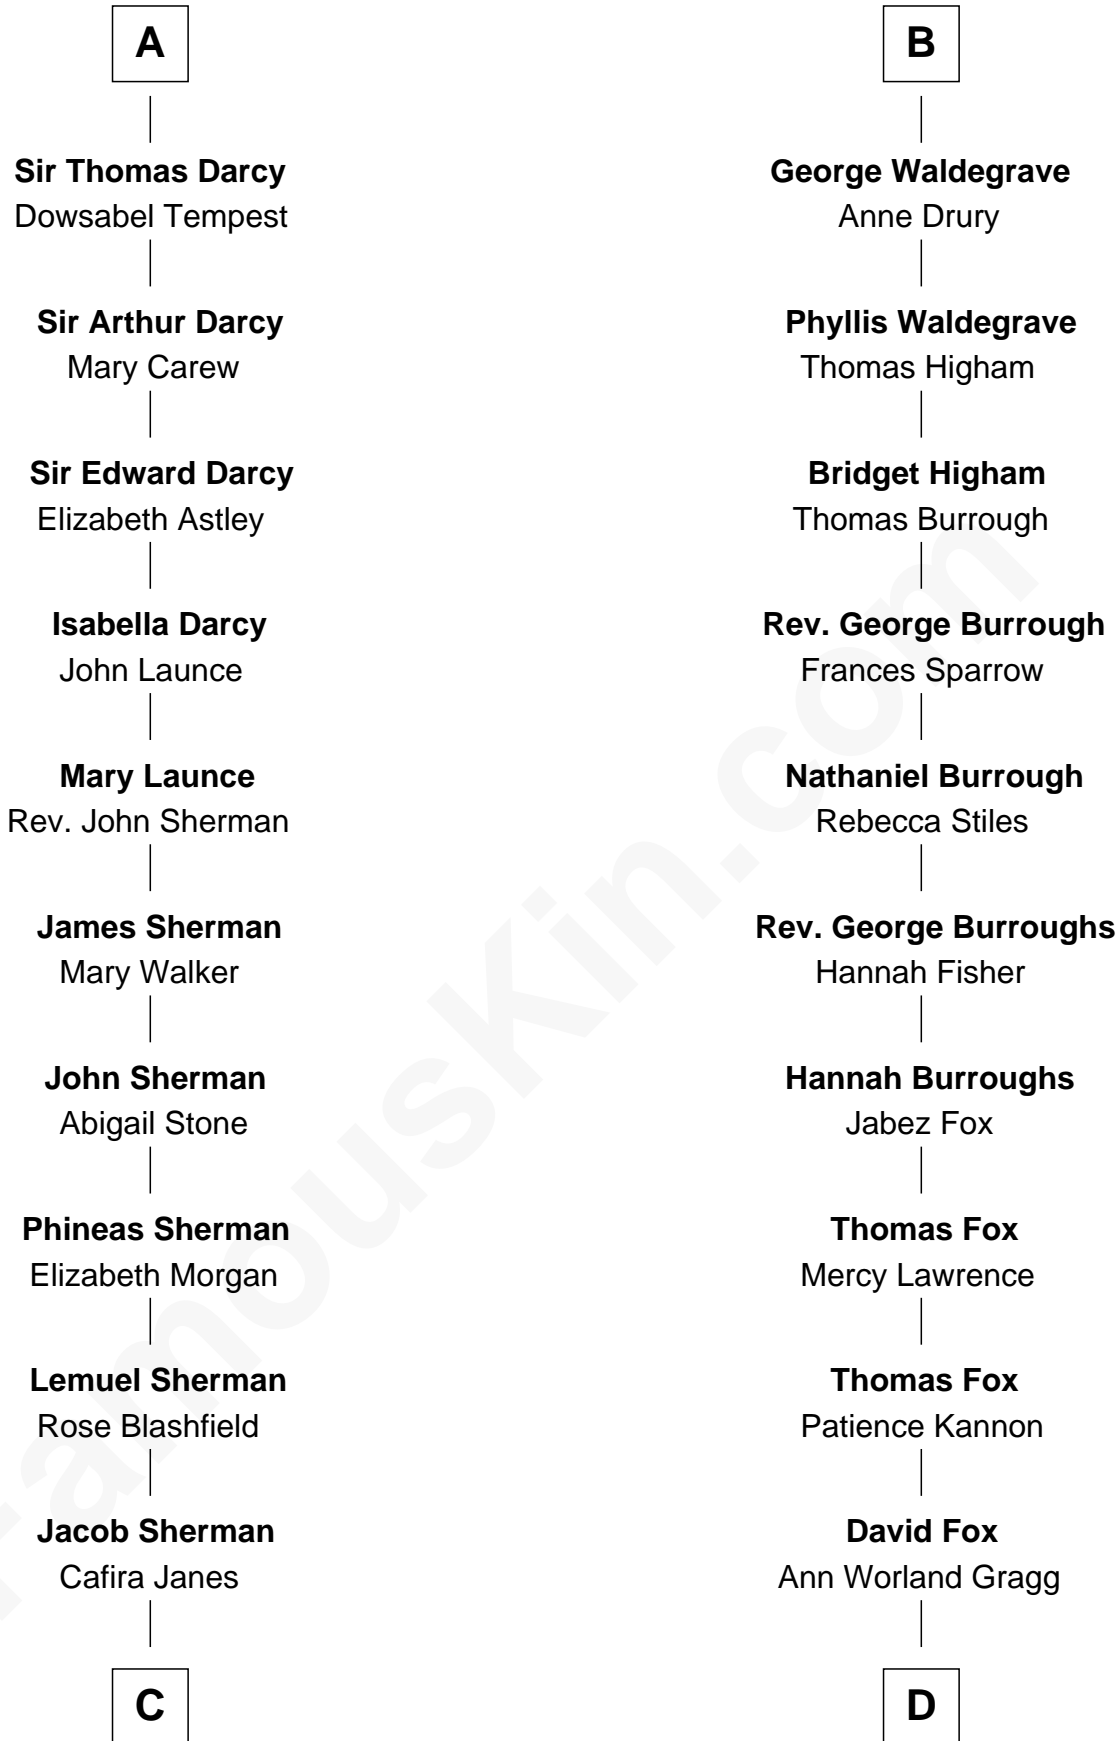 A
Sir Thomas Darcy
Dowsabel Tempest
Sir Arthur Darcy
Mary Carew
Sir Edward Darcy
Elizabeth Astley
Isabella Darcy
John Launce
Mary Launce
Rev. John Sherman
James Sherman
Mary Walker
John Sherman
Abigail Stone
Phineas Sherman
Elizabeth Morgan
Lemuel Sherman
Rose Blashfield
Jacob Sherman
Cafira Janes
C
B
George Waldegrave
Anne Drury
Phyllis Waldegrave
Thomas Higham
Bridget Higham
Thomas Burrough
Rev. George Burrough
Frances Sparrow
Nathaniel Burrough
Rebecca Stiles
Rev. George Burroughs
Hannah Fisher
Hannah Burroughs
Jabez Fox
Thomas Fox
Mercy Lawrence
Thomas Fox
Patience Kannon
David Fox
Ann Worland Gragg
D
FamousKin.com